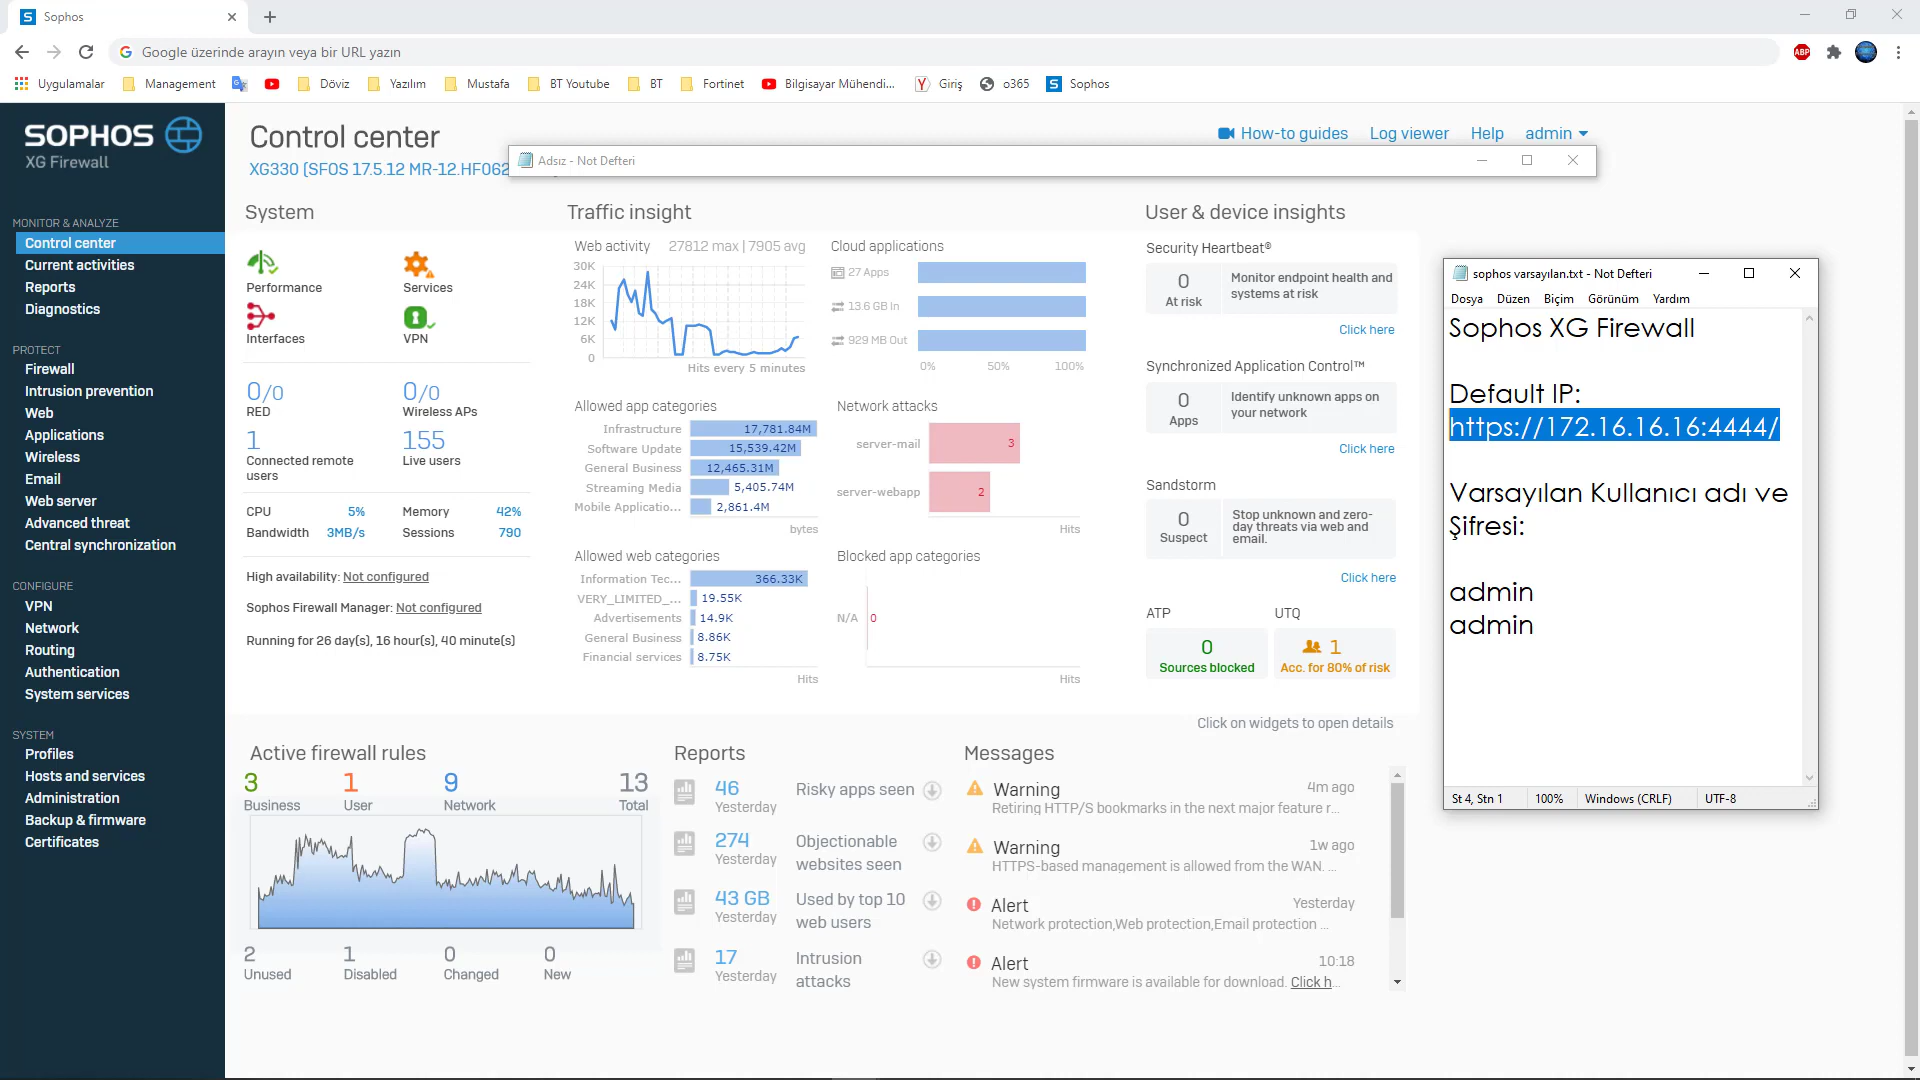 Sophos
Google üzerinde arayın veya bir URL yazın
ABP
Uygulamalar
Management
Döviz
Yazılım
Mustafa
BT Youtube
BT
Fortinet
Bilgisayar Mühendi...
Giriş
o365
Sophos
SOPHOS
XG Firewall
MONITOR & ANALYZE
Control center
Current activities
Reports
Diagnostics
PROTECT
Firewall
Intrusion prevention
Web
Applications
Wireless
Email
Web server
Advanced threat
Central synchronization
CONFIGURE
VPN
Network
Routing
Authentication
System services
SYSTEM
Profiles
Hosts and services
Administration
Backup & firmware
Certificates
Control center
How-to guides
Log viewer
Help
admin
XG330 (SFOS 17.5.12 MR-12.HF062
Adsız - Not Defteri
System
Performance
Services
Interfaces
VPN
0/0
RED
0/0
Wireless APs
1
Connected remote
users
155
Live users
CPU 5%
Memory 42%
Bandwidth 3MB/s
Sessions 790
High availability: Not configured
Sophos Firewall Manager: Not configured
Running for 26 day(s), 16 hour(s), 40 minute(s)
Traffic insight
Web activity 27812 max | 7905 avg
30K
24K
18K
12K
6K
0
Hits every 5 minutes
Cloud applications
27 Apps
13.6 GB In
929 MB Out
0% 50% 100%
Allowed app categories
Infrastructure 17,781.84M
Software Update 15,539.42M
General Business 12,465.31M
Streaming Media 5,405.74M
Mobile Applicatio... 2,861.4M
bytes
Network attacks
server-mail 3
server-webapp 2
Hits
Allowed web categories
Information Tec... 366.33K
VERY_LIMITED_... 19.55K
Advertisements 14.9K
General Business 8.86K
Financial services 8.75K
Hits
Blocked app categories
N/A 0
Hits
User & device insights
Security Heartbeat®
0
At risk
Monitor endpoint health and
systems at risk
Click here
Synchronized Application Control™
0
Apps
Identify unknown apps on
your network
Click here
Sandstorm
0
Suspect
Stop unknown and zero-
day threats via web and
email.
Click here
ATP
0
Sources blocked
UTQ
1
Acc. for 80% of risk
Click on widgets to open details
Active firewall rules
3
Business
1
User
9
Network
13
Total
2
Unused
1
Disabled
0
Changed
0
New
Reports
46
Yesterday
Risky apps seen
274
Yesterday
Objectionable
websites seen
43 GB
Yesterday
Used by top 10
web users
17
Yesterday
Intrusion
attacks
Messages
Warning 4m ago
Retiring HTTP/S bookmarks in the next major feature r...
Warning 1w ago
HTTPS-based management is allowed from the WAN. ...
Alert Yesterday
Network protection,Web protection,Email protection ...
Alert 10:18
New system firmware is available for download. Click h...
sophos varsayılan.txt - Not Defteri
Dosya Düzen Biçim Görünüm Yardım
Sophos XG Firewall
Default IP:
https://172.16.16.16:4444/
Varsayılan Kullanıcı adı ve
Şifresi:
admin
admin
St 4, Stn 1
100%
Windows (CRLF)
UTF-8